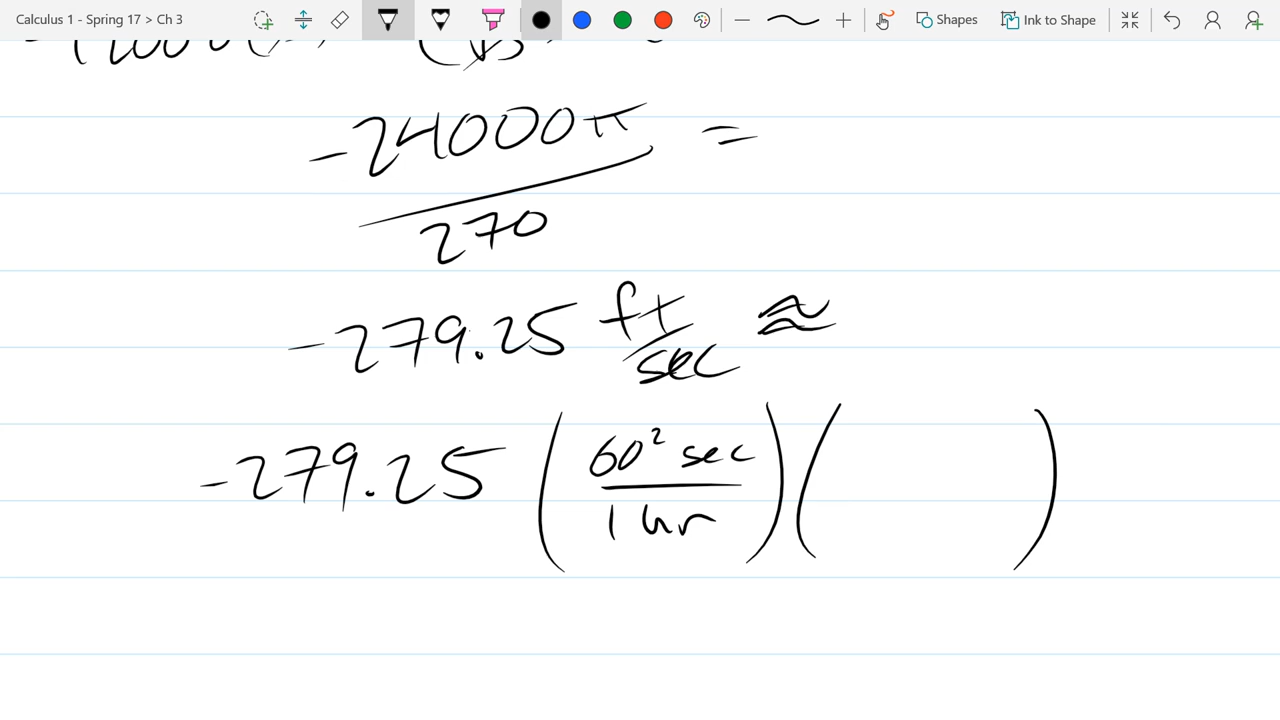 Calculus 1 - Spring 17 > Ch 3
Shapes
Ink to Shape
-24000π =
270
-279.25 ft/sec ≈
-279.25 (60² sec / 1 hr)( )